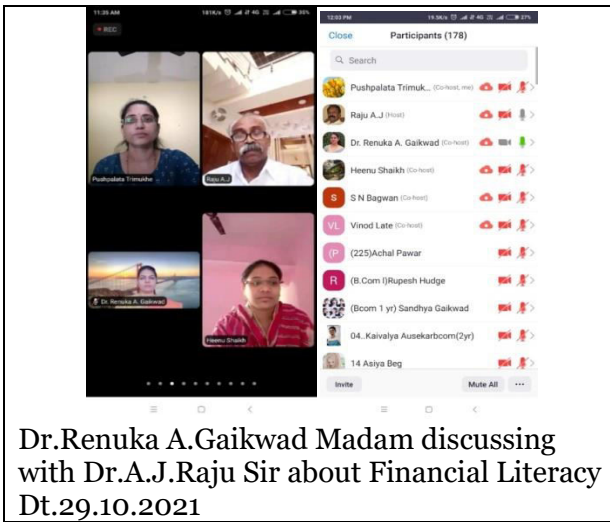 11:35 AM
REC
Pushpalata Trimukhe
Raju A.J
Dr. Renuka A. Gaikwad
Heenu Shaikh
12:03 PM
Close Participants (178)
Search
Pushpalata Trimuk... (Co-host, me)
Raju A.J (Host)
Dr. Renuka A. Gaikwad (Co-host)
Heenu Shaikh (Co-host)
S S N Bagwan (Co-host)
VL Vinod Late (Co-host)
(P (225)Achal Pawar
R (B.Com I)Rupesh Hudge
(Bcom 1 yr) Sandhya Gaikwad
04..Kaivalya Ausekarbcom(2yr)
14 Asiya Beg
Invite Mute All ...
Dr.Renuka A.Gaikwad Madam discussing
with Dr.A.J.Raju Sir about Financial Literacy
Dt.29.10.2021